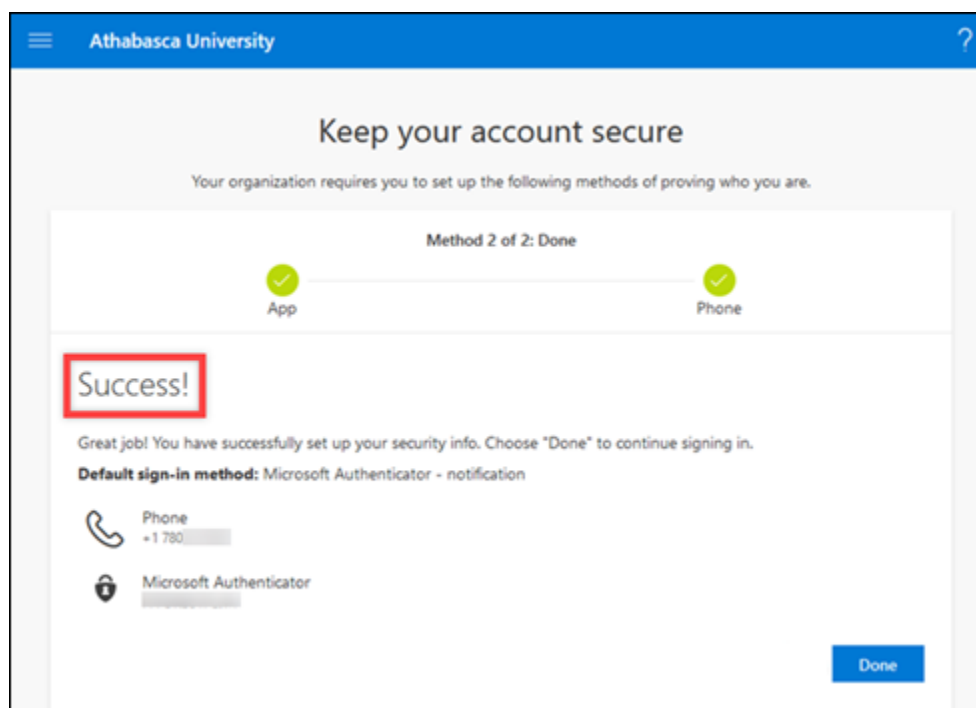 Athabasca University
?
Keep your account secure
Your organization requires you to set up the following methods of proving who you are.
Method 2 of 2: Done
App
Phone
Success!
Great job! You have successfully set up your security info. Choose "Done" to continue signing in.
Default sign-in method: Microsoft Authenticator - notification
Phone
+1 780
Microsoft Authenticator
Done